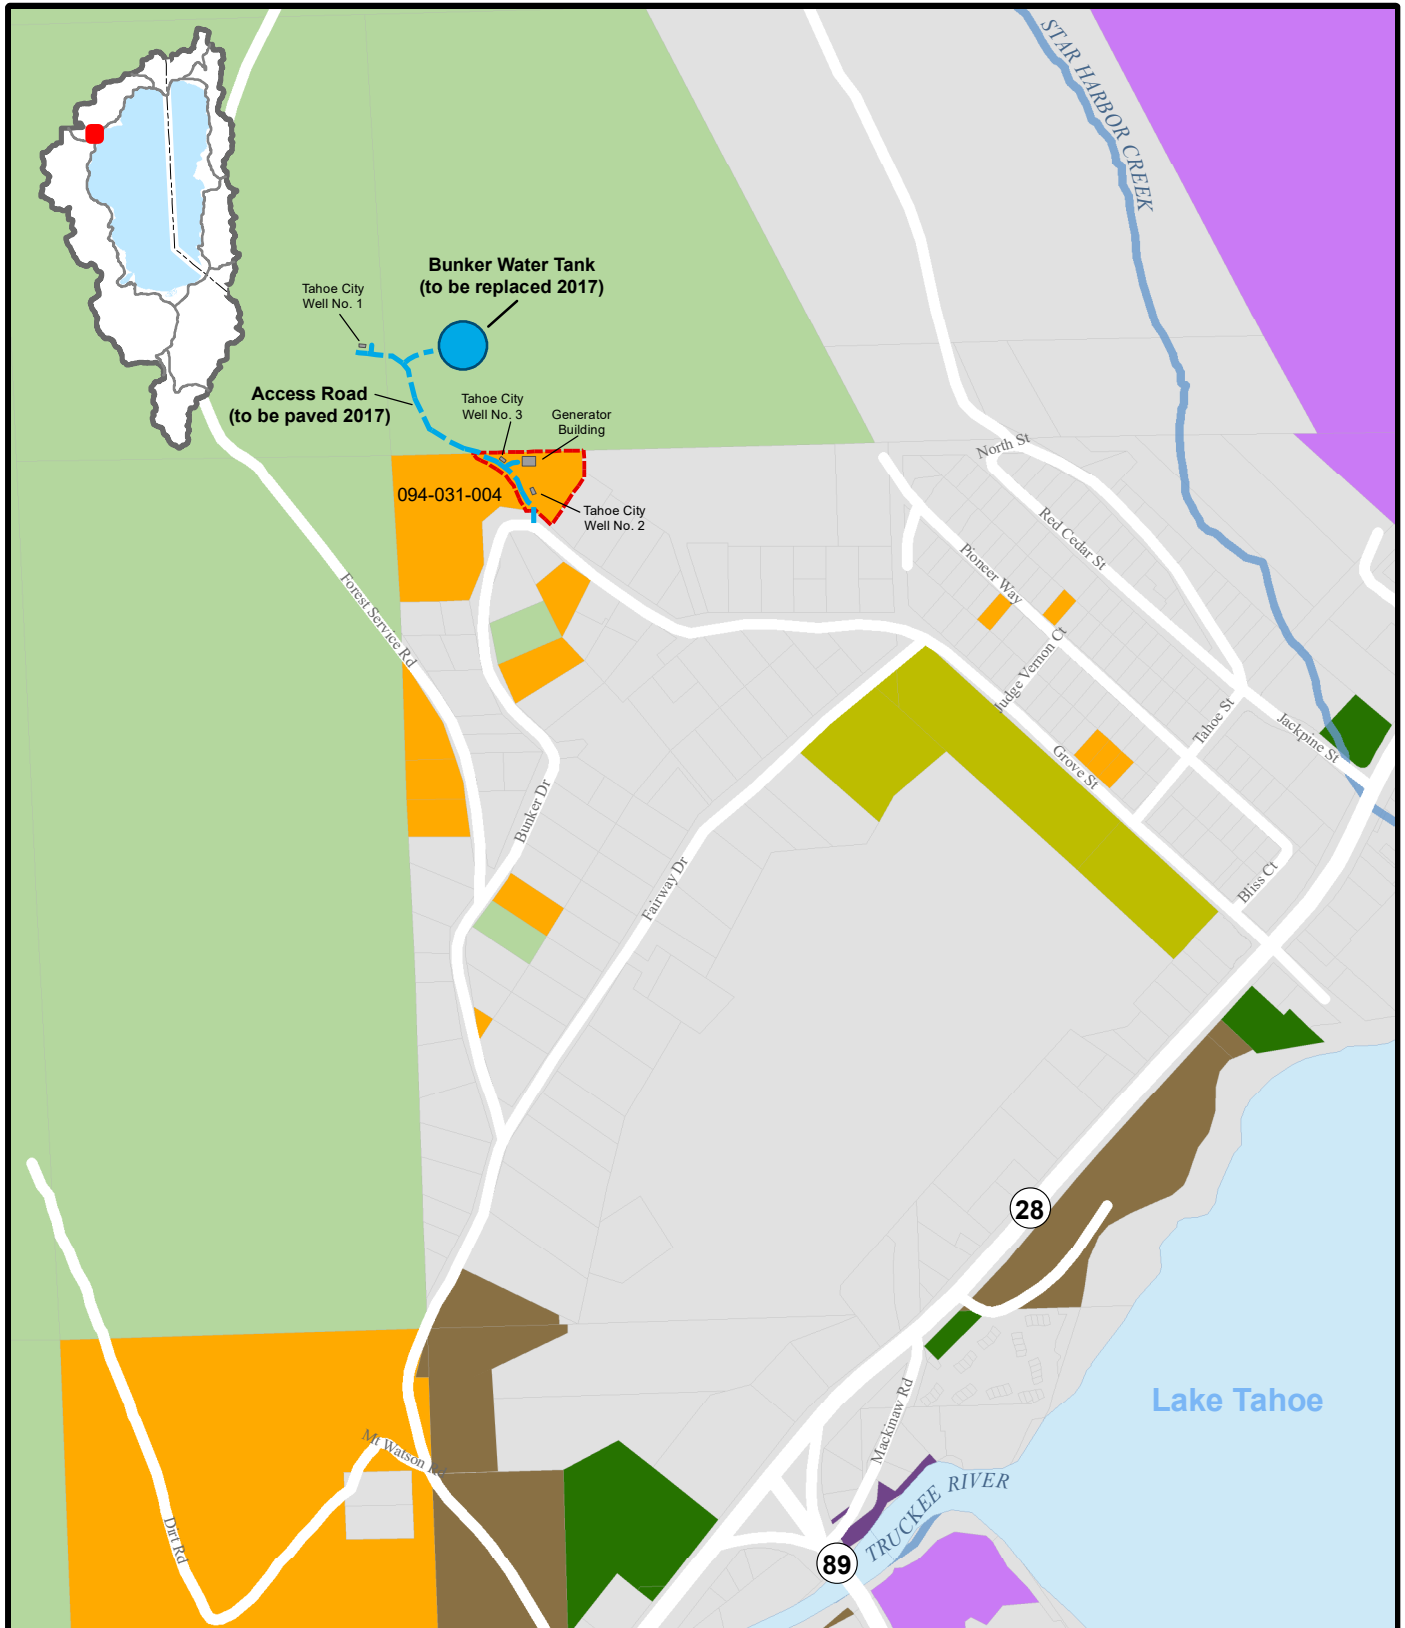 STAR HARBOR CREEK
Bunker Water Tank
(to be replaced 2017)
Tahoe City
Well No. 1
Access Road
(to be paved 2017)
Tahoe City
Well No. 3
Generator
Building
North St
094-031-004
Tahoe City
Well No. 2
Red Cedar St
Pioneer Way
Forest Service Rd
Judge Vernon Ct
Tahoe St
Jackpine St
Grove St
Bunker Dr
Fairway Dr
Bliss Ct
28
Lake Tahoe
Mackinaw Rd
Mt Watson Rd
TRUCKEE RIVER
Dirt Rd
89